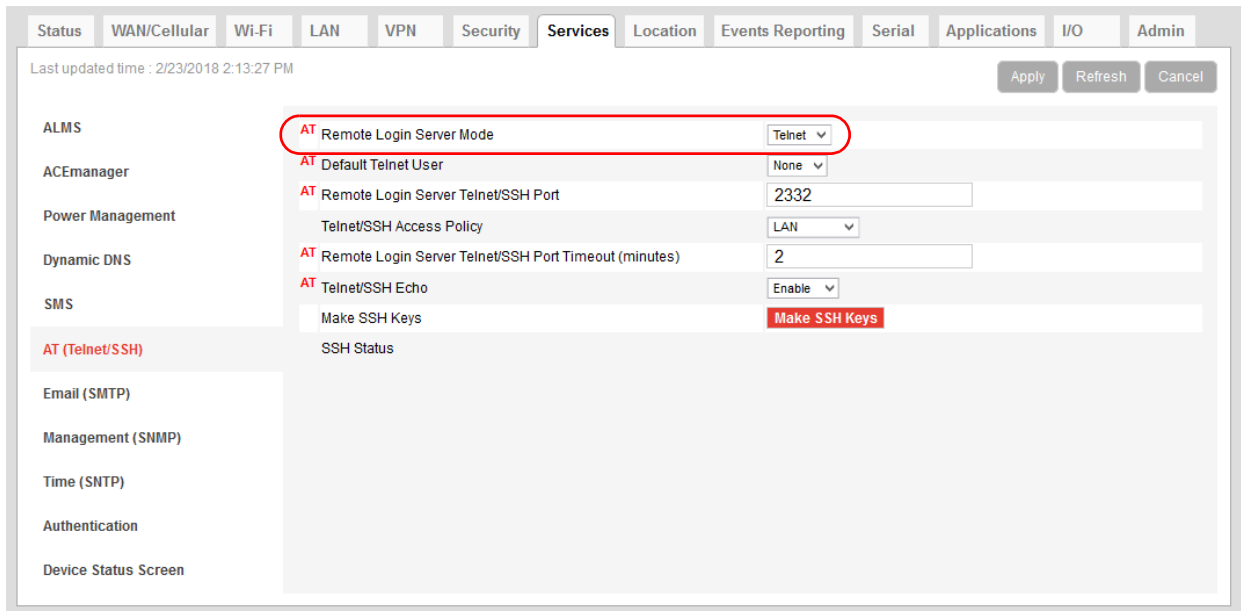 Status WAN/Cellular Wi-Fi LAN VPN Security Services Location Events Reporting Serial Applications I/O Admin
Last updated time : 2/23/2018 2:13:27 PM
Apply Refresh Cancel
ALMS
ACEmanager
Power Management
Dynamic DNS
SMS
AT (Telnet/SSH)
Email (SMTP)
Management (SNMP)
Time (SNTP)
Authentication
Device Status Screen
AT Remote Login Server Mode Telnet
AT Default Telnet User None
AT Remote Login Server Telnet/SSH Port 2332
Telnet/SSH Access Policy LAN
AT Remote Login Server Telnet/SSH Port Timeout (minutes) 2
AT Telnet/SSH Echo Enable
Make SSH Keys Make SSH Keys
SSH Status